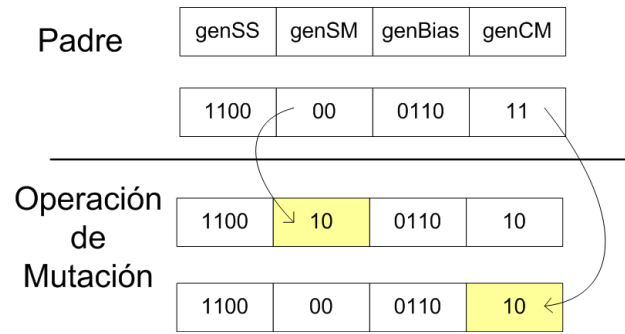 Padre
genSS genSM genBias genCM
1100 00 0110 11
Operación
de
Mutación
1100 10 0110 10
1100 00 0110 10